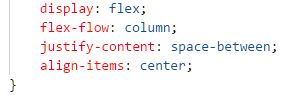 display: flex;
flex-flow: column;
justify-content: space-between;
align-items: center;
}